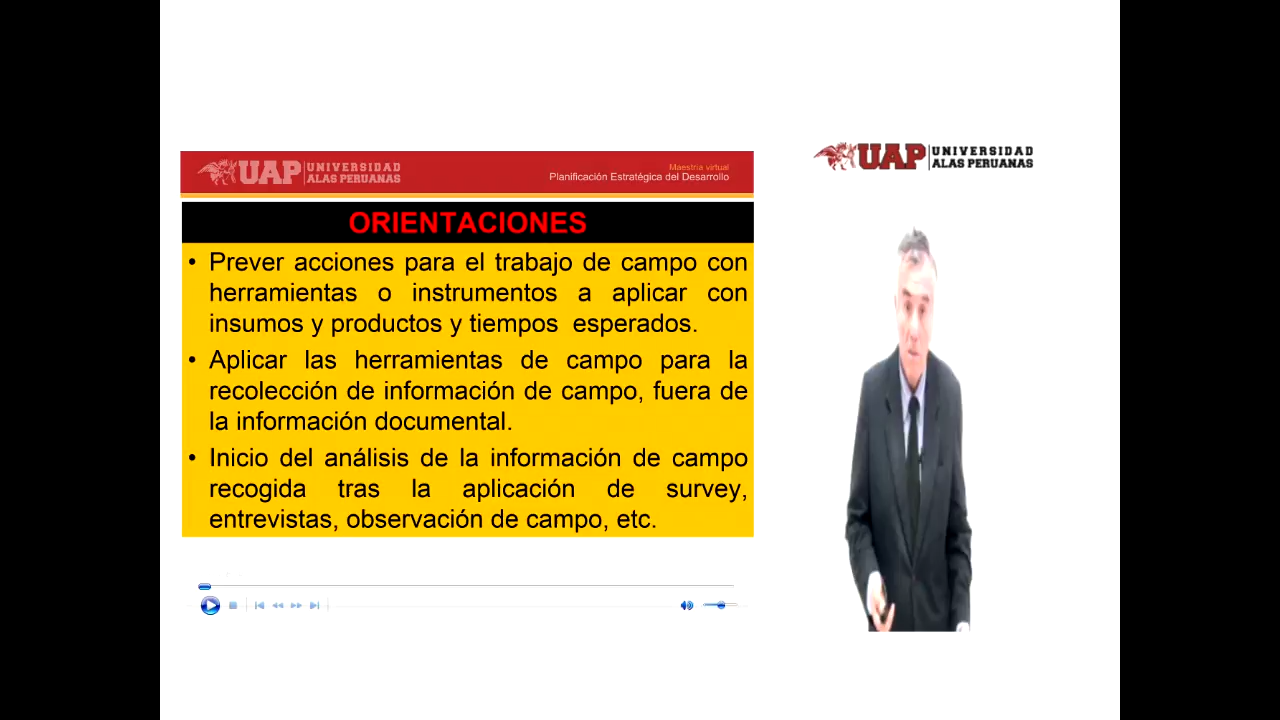 UAP UNIVERSIDAD ALAS PERUANAS
Maestría virtual
Planificación Estratégica del Desarrollo
ORIENTACIONES
• Prever acciones para el trabajo de campo con
herramientas o instrumentos a aplicar con
insumos y productos y tiempos esperados.
• Aplicar las herramientas de campo para la
recolección de información de campo, fuera de
la información documental.
• Inicio del análisis de la información de campo
recogida tras la aplicación de survey,
entrevistas, observación de campo, etc.
UAP UNIVERSIDAD ALAS PERUANAS